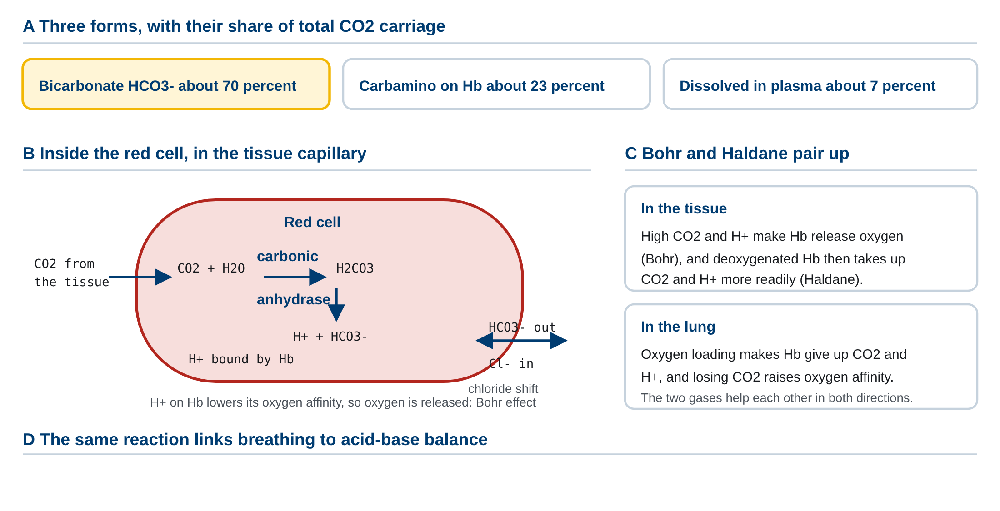 A Three forms, with their share of total CO2 carriage
Bicarbonate HCO3- about 70 percent
Carbamino on Hb about 23 percent
Dissolved in plasma about 7 percent
B Inside the red cell, in the tissue capillary
Red cell
CO2 from
the tissue
CO2 + H2O
carbonic
anhydrase
H2CO3
H+ + HCO3-
H+ bound by Hb
HCO3- out
Cl- in
chloride shift
H+ on Hb lowers its oxygen affinity, so oxygen is released: Bohr effect
C Bohr and Haldane pair up
In the tissue
High CO2 and H+ make Hb release oxygen
(Bohr), and deoxygenated Hb then takes up
CO2 and H+ more readily (Haldane).
In the lung
Oxygen loading makes Hb give up CO2 and
H+, and losing CO2 raises oxygen affinity.
The two gases help each other in both directions.
D The same reaction links breathing to acid-base balance